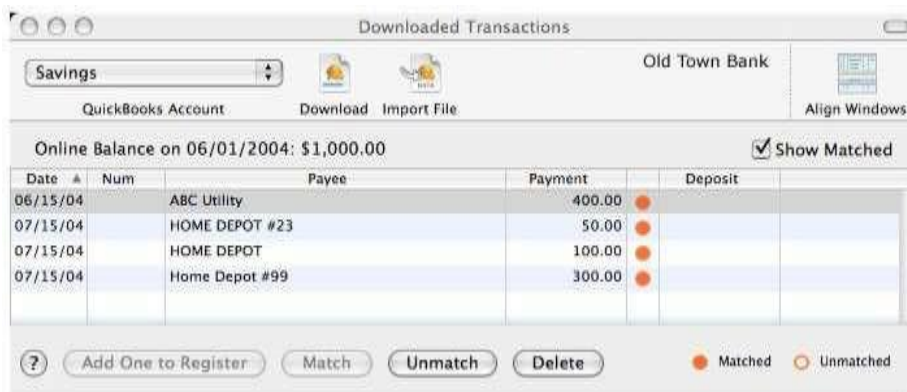 Downloaded Transactions
Savings
Old Town Bank
QuickBooks Account Download Import File Align Windows
Online Balance on 06/01/2004: $1,000.00 Show Matched
Date Num Payee Payment Deposit
06/15/04 ABC Utility 400.00
07/15/04 HOME DEPOT #23 50.00
07/15/04 HOME DEPOT 100.00
07/15/04 Home Depot #99 300.00
? Add One to Register Match Unmatch Delete Matched Unmatched